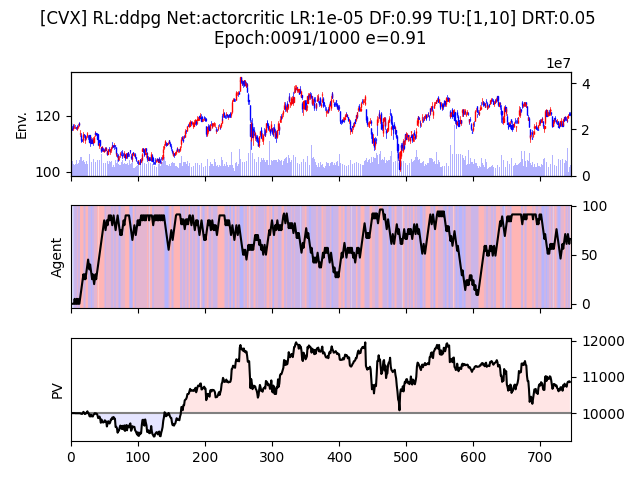 [CVX] RL:ddpg Net:actorcritic LR:1e-05 DF:0.99 TU:[1,10] DRT:0.05
Epoch:0091/1000 e=0.91
1e7
Env.
120
100
4
2
0
Agent
100
50
0
PV
12000
11000
10000
0 100 200 300 400 500 600 700